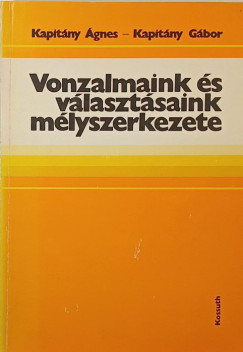 Kapitány Ágnes – Kapitány Gábor
Vonzalmaink és
választásaink
mélyszerkezete
Kossuth